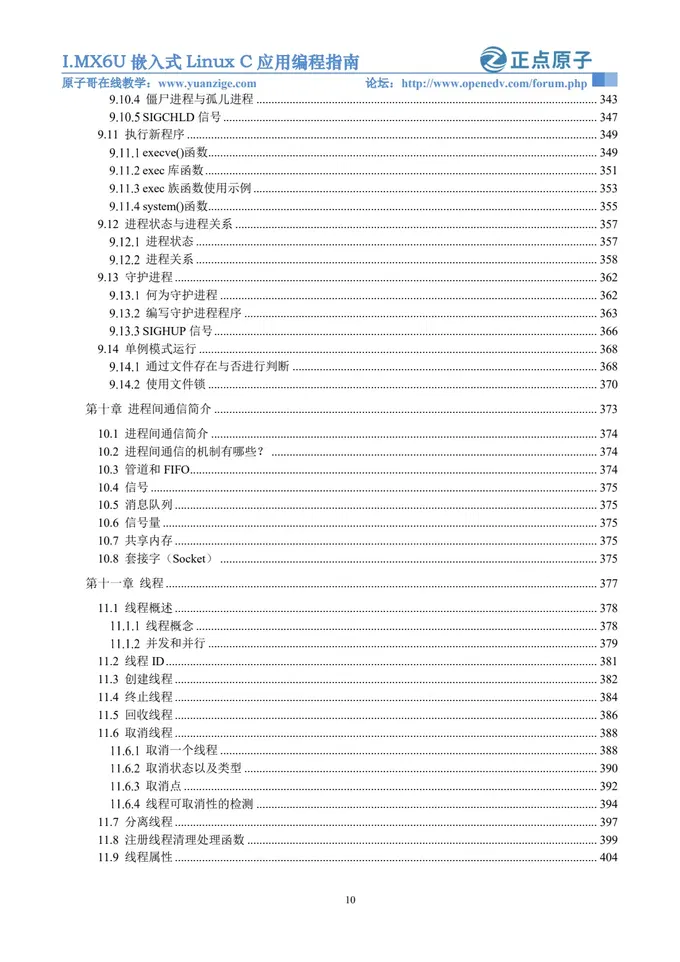 I.MX6U 嵌入式 Linux C 应用编程指南
正点原子
原子哥在线教学：www.yuanzige.com 论坛：http://www.openedv.com/forum.php
9.10.4 僵尸进程与孤儿进程 343
9.10.5 SIGCHLD 信号 347
9.11 执行新程序 349
9.11.1 execve()函数 349
9.11.2 exec 库函数 351
9.11.3 exec 族函数使用示例 353
9.11.4 system()函数 355
9.12 进程状态与进程关系 357
9.12.1 进程状态 357
9.12.2 进程关系 358
9.13 守护进程 362
9.13.1 何为守护进程 362
9.13.2 编写守护进程程序 363
9.13.3 SIGHUP 信号 366
9.14 单例模式运行 368
9.14.1 通过文件存在与否进行判断 368
9.14.2 使用文件锁 370
第十章 进程间通信简介 373
10.1 进程间通信简介 374
10.2 进程间通信的机制有哪些？ 374
10.3 管道和 FIFO 374
10.4 信号 375
10.5 消息队列 375
10.6 信号量 375
10.7 共享内存 375
10.8 套接字（Socket） 375
第十一章 线程 377
11.1 线程概述 378
11.1.1 线程概念 378
11.1.2 并发和并行 379
11.2 线程 ID 381
11.3 创建线程 382
11.4 终止线程 384
11.5 回收线程 386
11.6 取消线程 388
11.6.1 取消一个线程 388
11.6.2 取消状态以及类型 390
11.6.3 取消点 392
11.6.4 线程可取消性的检测 394
11.7 分离线程 397
11.8 注册线程清理处理函数 399
11.9 线程属性 404
10